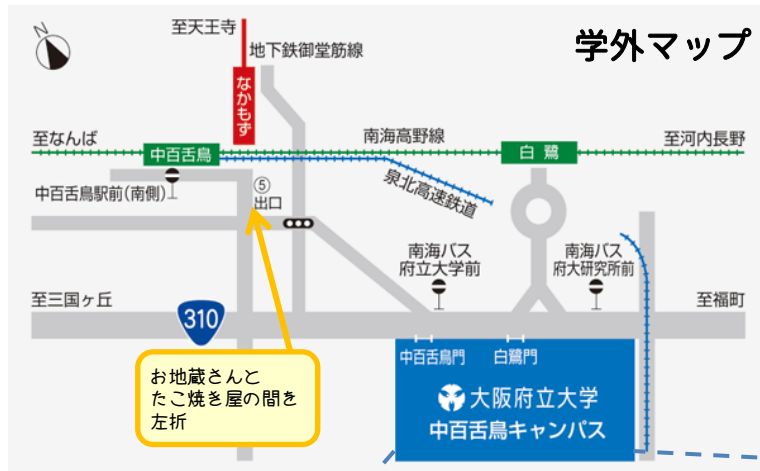 N
至天王寺
学外マップ
地下鉄御堂筋線
なかもず
至なんば
南海高野線
至河内長野
中百舌鳥
白鷺
泉北高速鉄道
中百舌鳥駅前(南側)
⑤
出口
南海バス
府立大学前
南海バス
府大研究所前
至三国ヶ丘
310
至福町
お地蔵さんと
たこ焼き屋の間を
左折
中百舌鳥門
白鷺門
大阪府立大学
中百舌鳥キャンパス